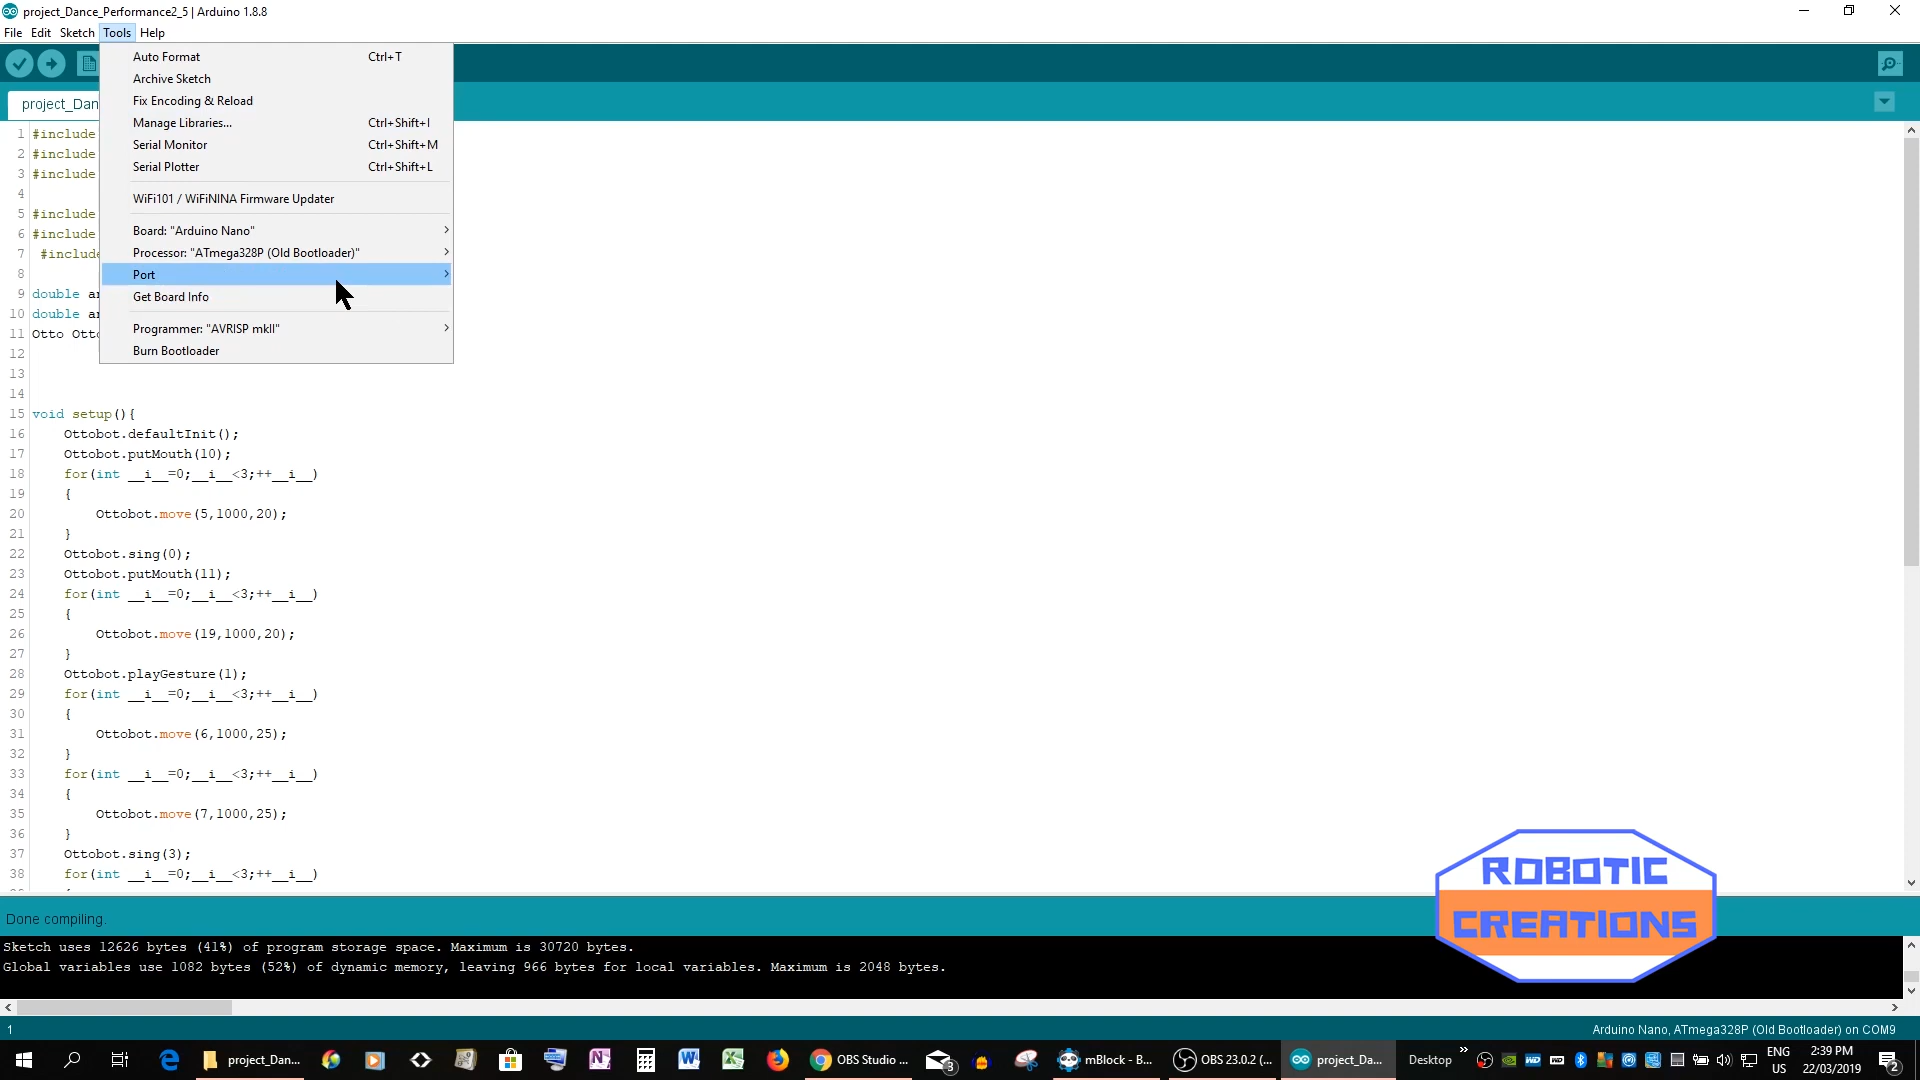 project_Dance_Performance2_5 | Arduino 1.8.8
File Edit Sketch Tools Help
Auto Format Ctrl+T
Archive Sketch
Fix Encoding & Reload
Manage Libraries... Ctrl+Shift+I
Serial Monitor Ctrl+Shift+M
Serial Plotter Ctrl+Shift+L
WiFi101 / WiFiNINA Firmware Updater
Board: "Arduino Nano"
Processor: "ATmega328P (Old Bootloader)"
Port
Get Board Info
Programmer: "AVRISP mkII"
Burn Bootloader
project_Dan
1 #include
2 #include
3 #include
4
5 #include
6 #include
7 #include
8
9 double
10 double
11 Otto
12
13
14
15 void setup(){
16 Ottobot.defaultInit();
17 Ottobot.putMouth(10);
18 for(int __i__=0;__i__<3;++__i__)
19 {
20 Ottobot.move(5,1000,20);
21 }
22 Ottobot.sing(0);
23 Ottobot.putMouth(11);
24 for(int __i__=0;__i__<3;++__i__)
25 {
26 Ottobot.move(19,1000,20);
27 }
28 Ottobot.playGesture(1);
29 for(int __i__=0;__i__<3;++__i__)
30 {
31 Ottobot.move(6,1000,25);
32 }
33 for(int __i__=0;__i__<3;++__i__)
34 {
35 Ottobot.move(7,1000,25);
36 }
37 Ottobot.sing(3);
38 for(int __i__=0;__i__<3;++__i__)
ROBOTIC
CREATIONS
Done compiling.
Sketch uses 12626 bytes (41%) of program storage space. Maximum is 30720 bytes.
Global variables use 1082 bytes (52%) of dynamic memory, leaving 966 bytes for local variables. Maximum is 2048 bytes.
1 Arduino Nano, ATmega328P (Old Bootloader) on COM9
project_Dan... OBS Studio ... 3 mBlock - B... OBS 23.0.2 (... project_Da... Desktop
ENG 2:39 PM
US 22/03/2019 2